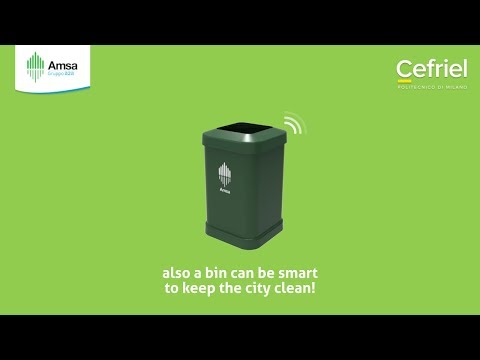 Amsa
Gruppo a2a
Cefriel
POLITECNICO DI MILANO
Amsa
also a bin can be smart
to keep the city clean!